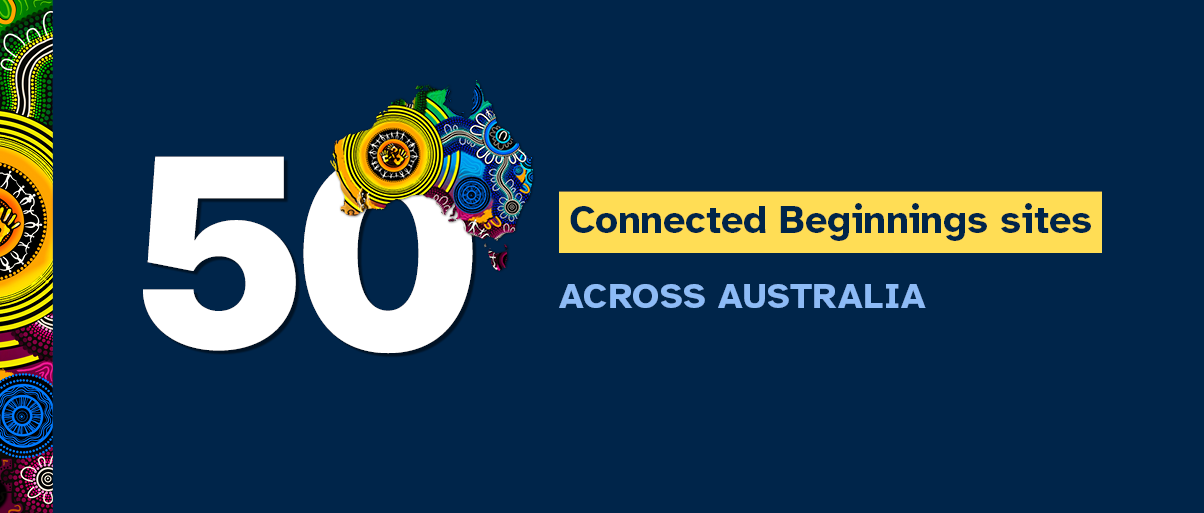 50
Connected Beginnings sites
ACROSS AUSTRALIA